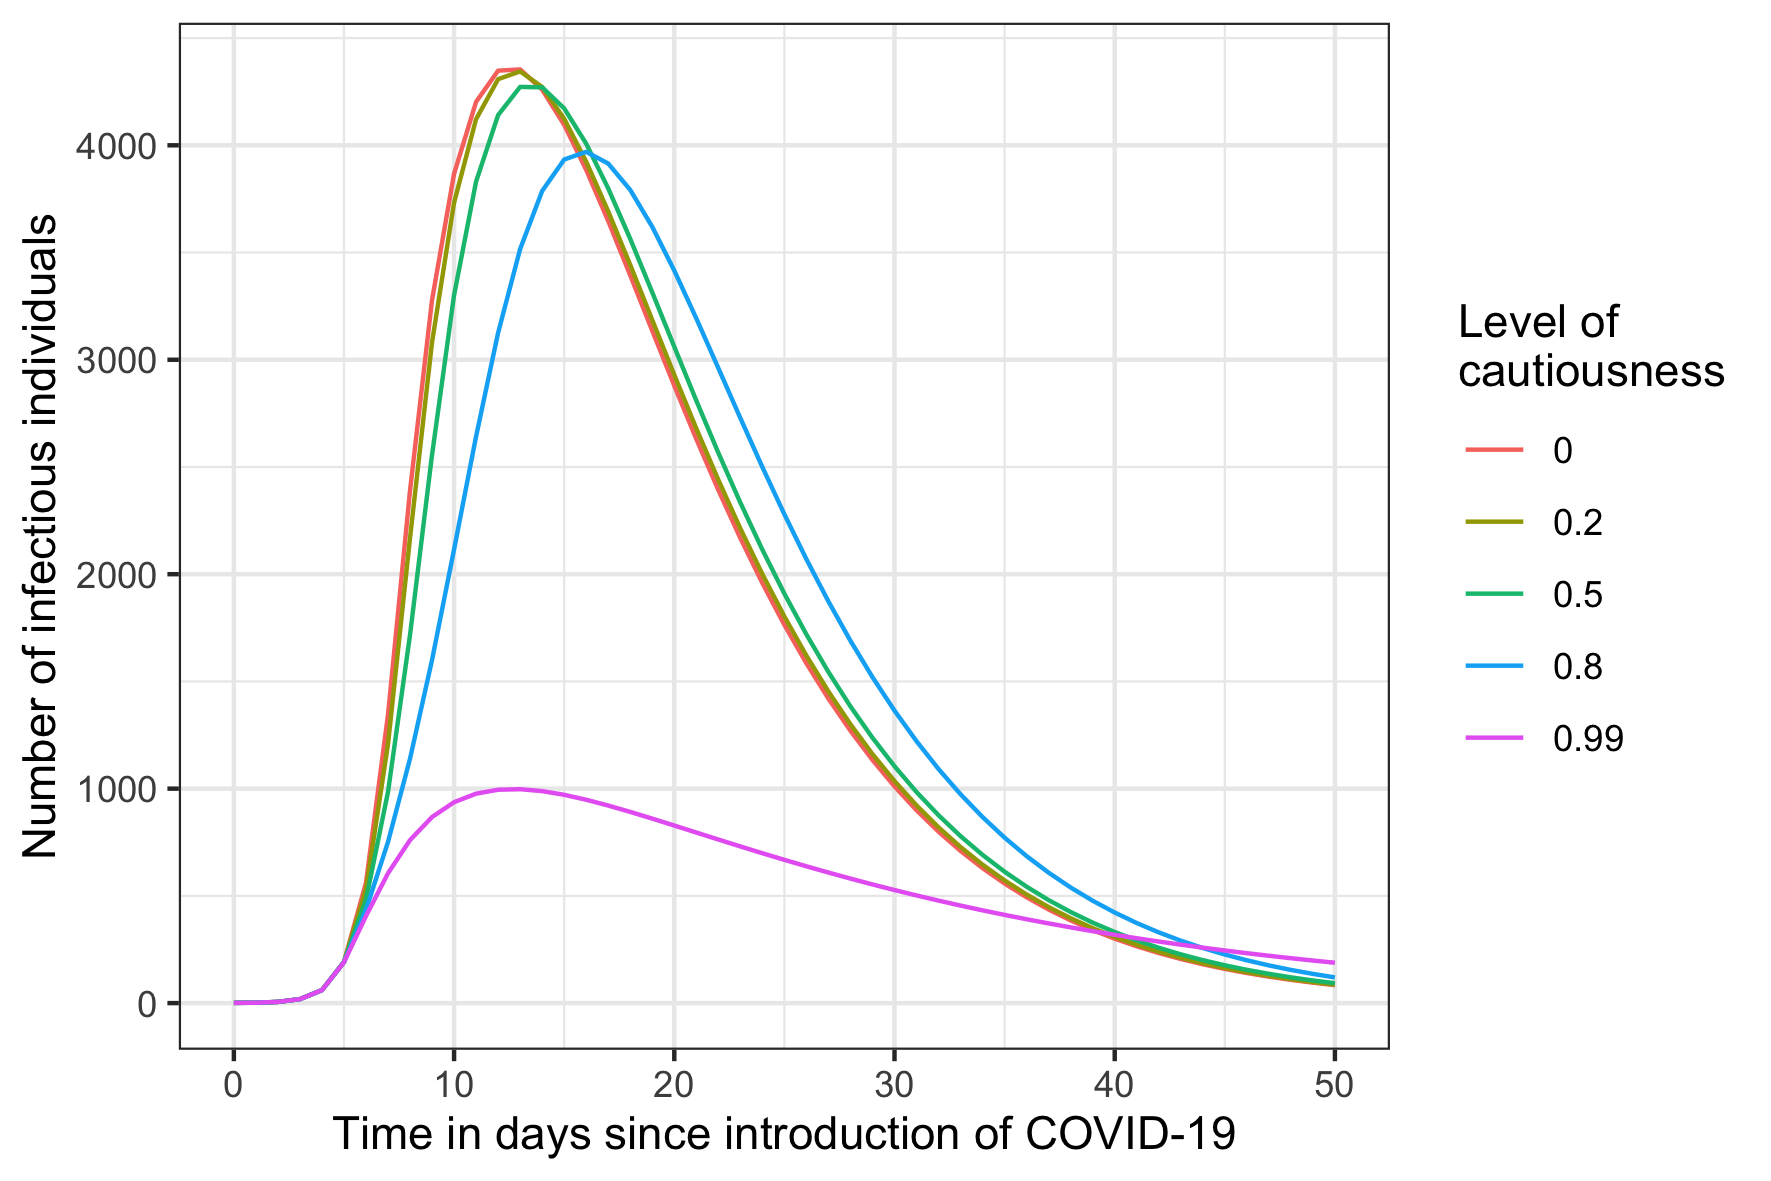 Number of infectious individuals
4000
3000
2000
1000
0
0 10 20 30 40 50
Time in days since introduction of COVID-19
Level of
cautiousness
0
0.2
0.5
0.8
0.99